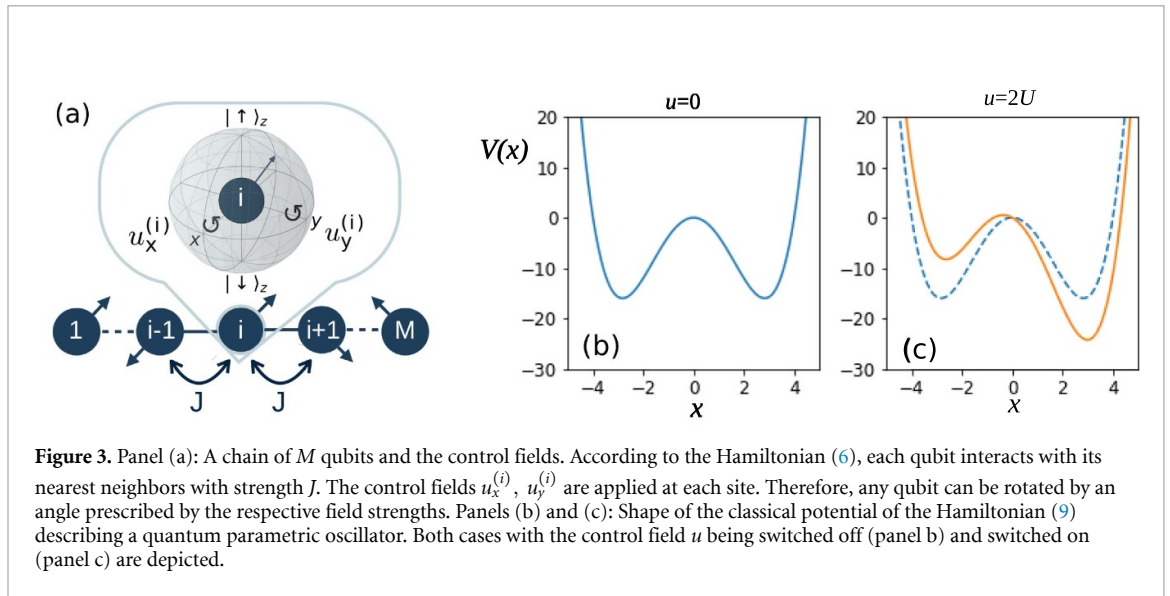 (a)
| ↑ ⟩z
i
u_x^(i)
x
y
u_y^(i)
| ↓ ⟩z
1
i-1
i
i+1
M
J
J
u=0
V(x)
20
10
0
−10
−20
−30
(b)
−4 −2 0 2 4
x
u=2U
20
10
0
−10
−20
−30
(c)
−4 −2 0 2 4
x
Figure 3. Panel (a): A chain of M qubits and the control fields. According to the Hamiltonian (6), each qubit interacts with its
nearest neighbors with strength J. The control fields u_x^(i), u_y^(i) are applied at each site. Therefore, any qubit can be rotated by an
angle prescribed by the respective field strengths. Panels (b) and (c): Shape of the classical potential of the Hamiltonian (9)
describing a quantum parametric oscillator. Both cases with the control field u being switched off (panel b) and switched on
(panel c) are depicted.